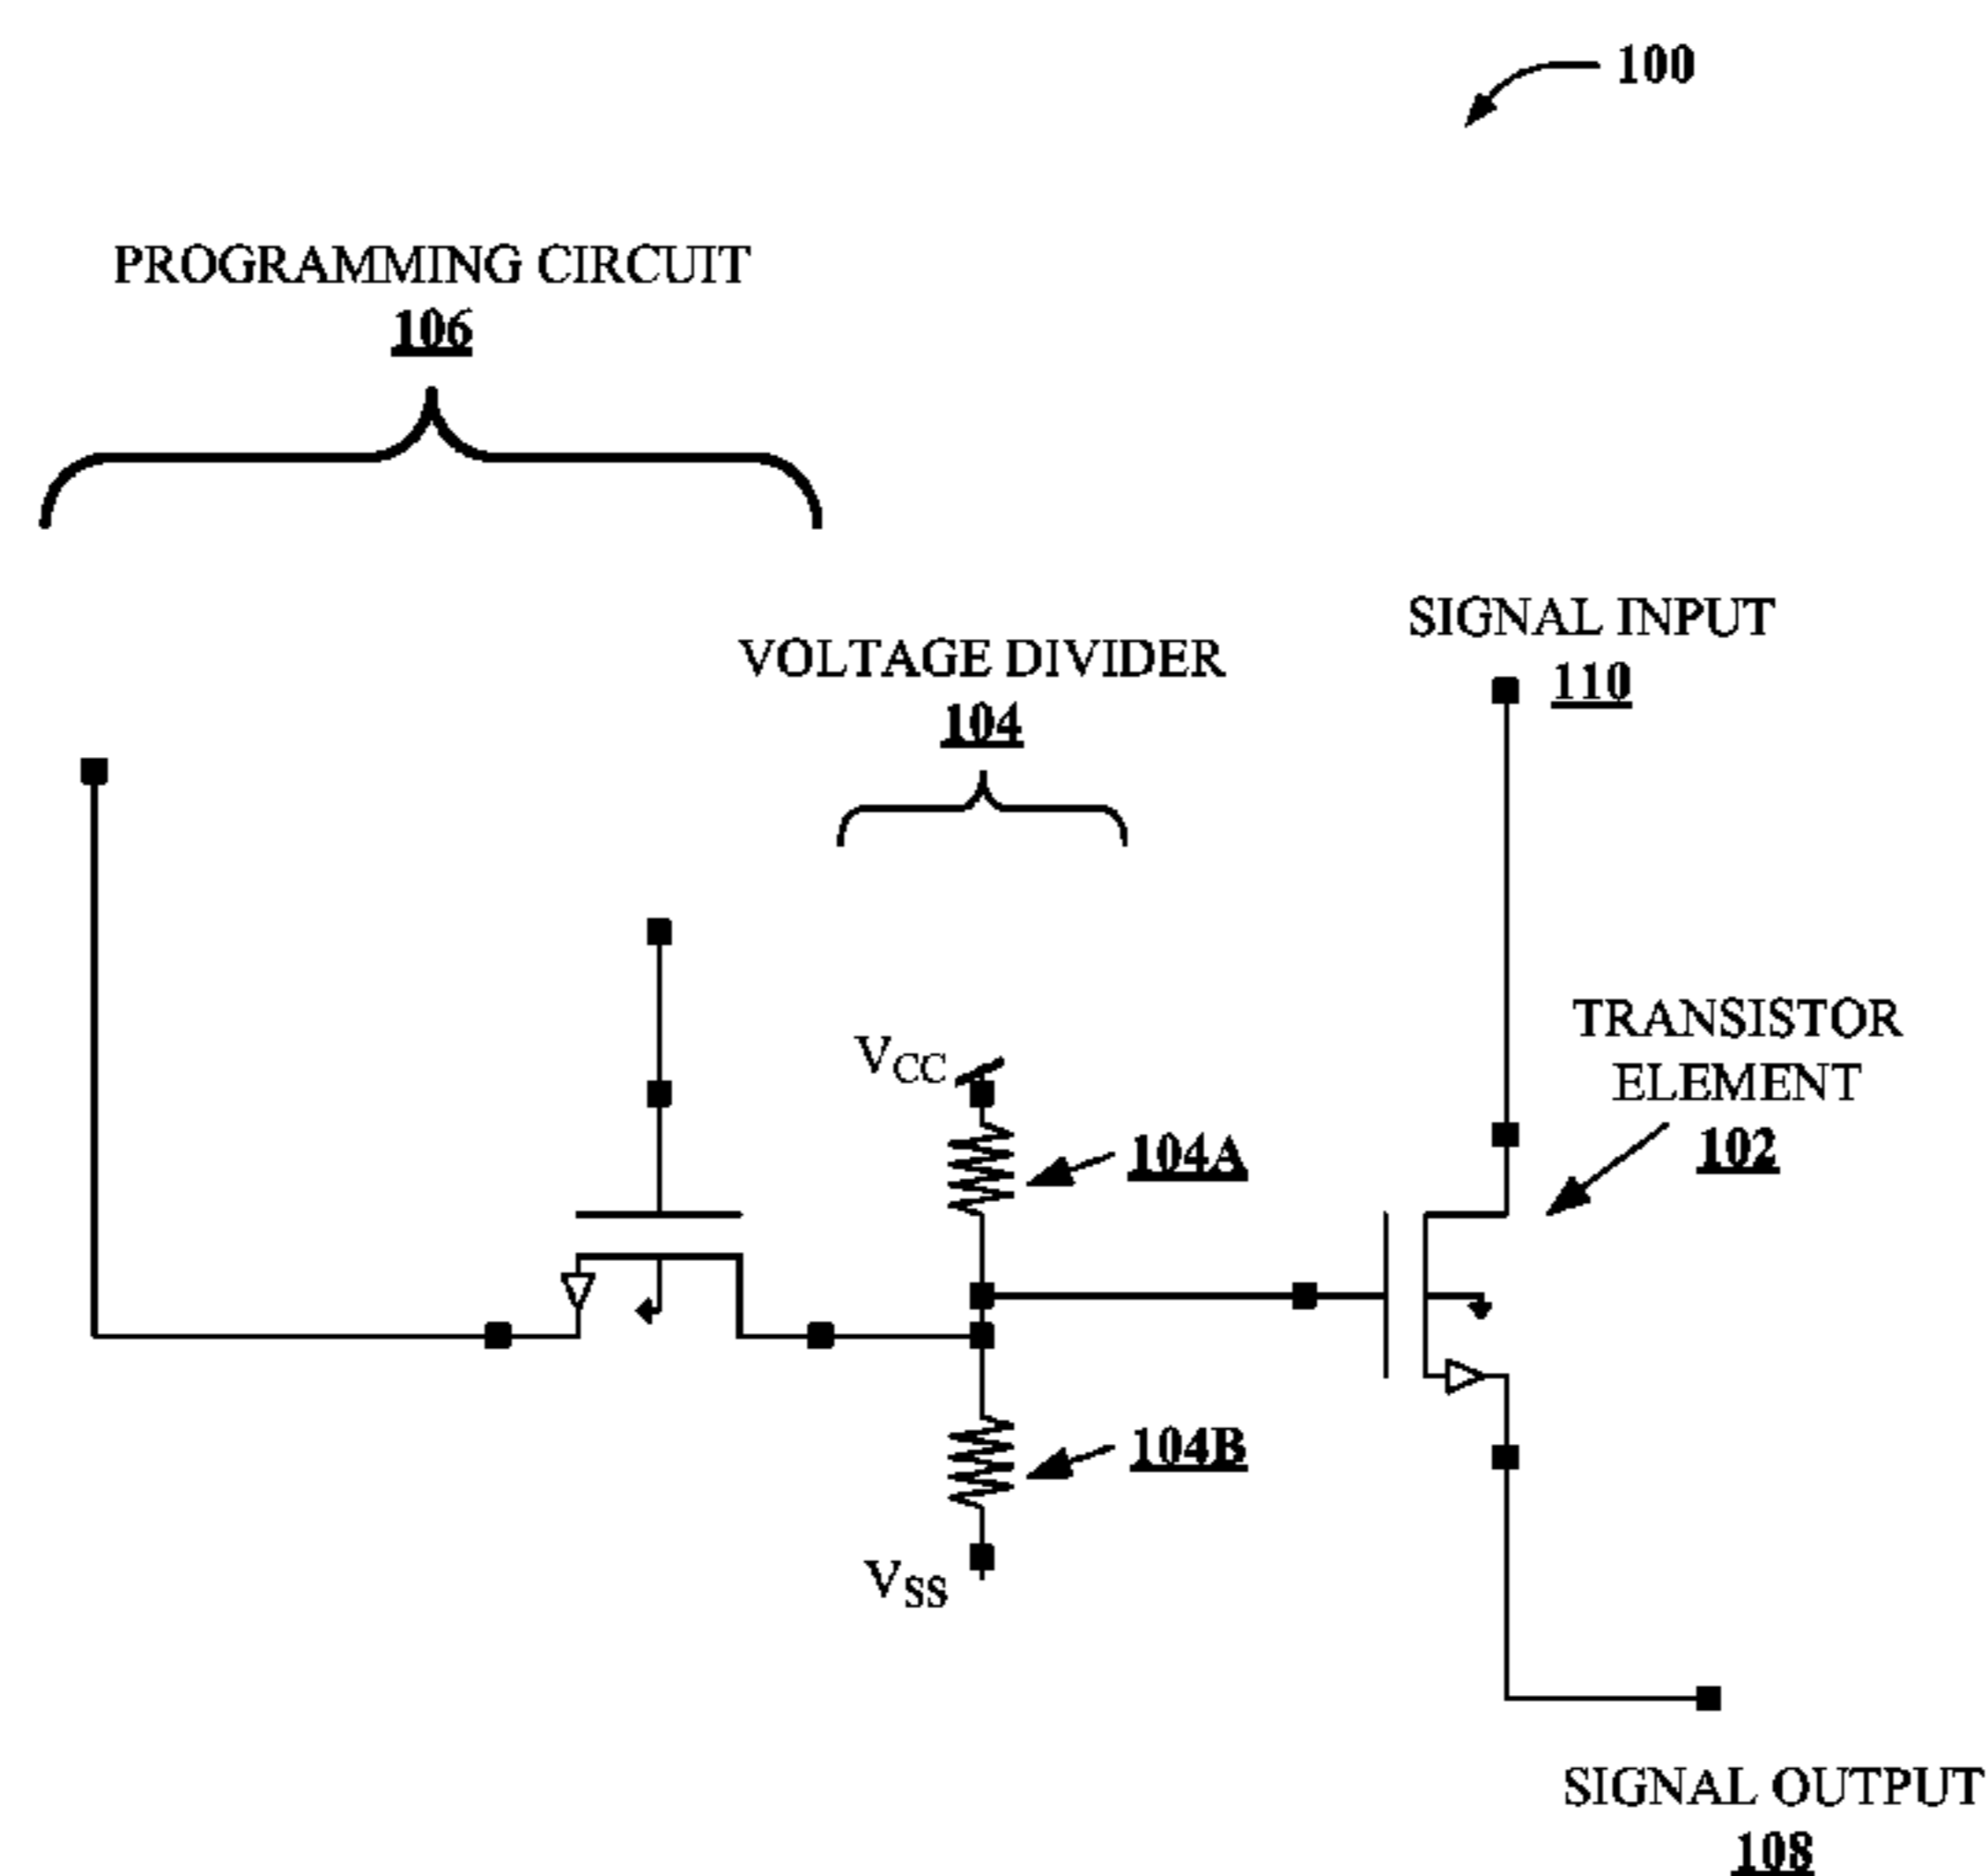 100
PROGRAMMING CIRCUIT
106
SIGNAL INPUT
110
VOLTAGE DIVIDER
104
TRANSISTOR
ELEMENT
102
VCC
104A
104B
VSS
SIGNAL OUTPUT
108